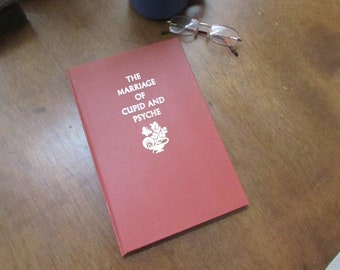 THE
MARRIAGE
OF
CUPID AND
PSYCHE